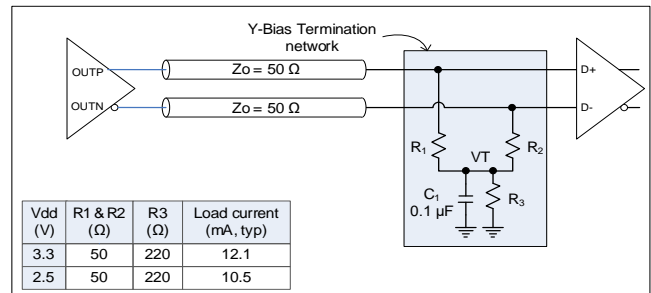 Y-Bias Termination
network
OUTP
Zo = 50 Ω
D+
OUTN
Zo = 50 Ω
D-
R1
VT
R2
C1
0.1 µF
R3
Vdd (V) R1 & R2 (Ω) R3 (Ω) Load current (mA, typ)
3.3 50 220 12.1
2.5 50 220 10.5